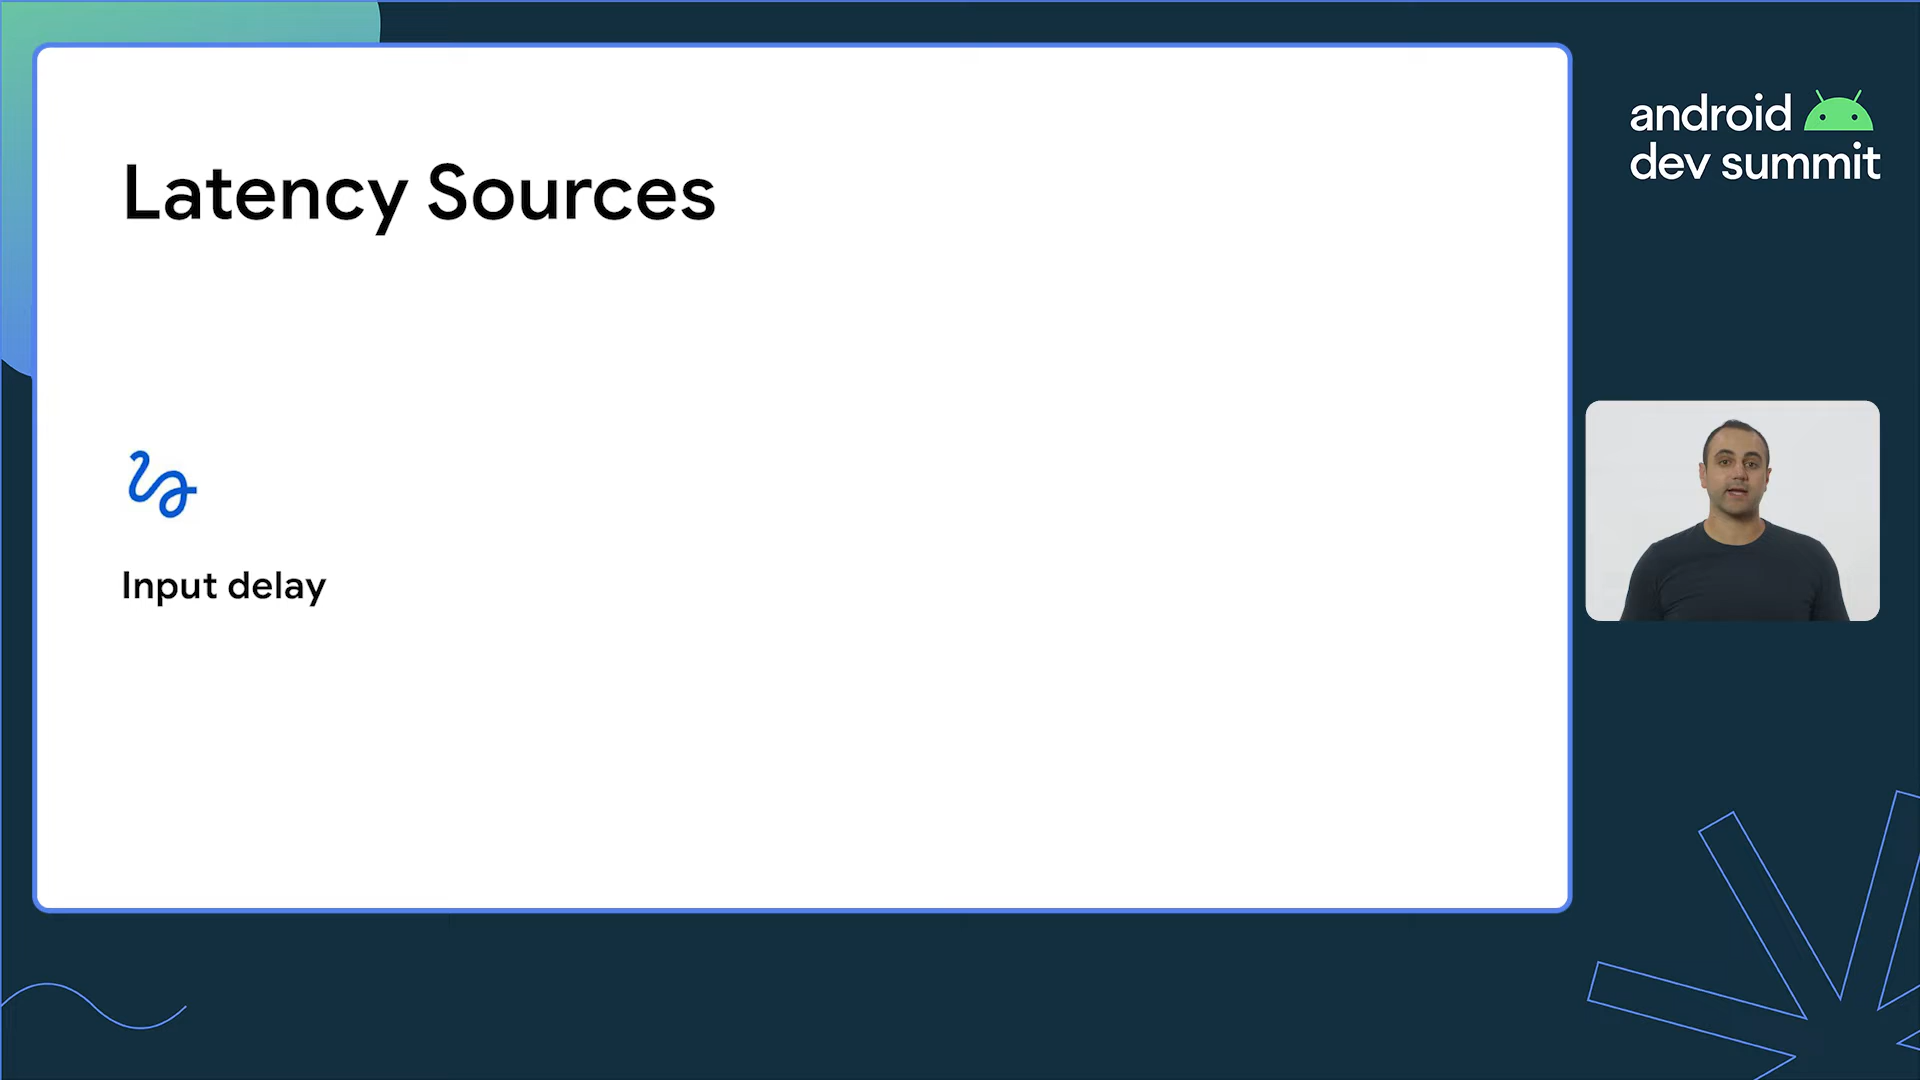 Latency Sources
Input delay
android
dev summit